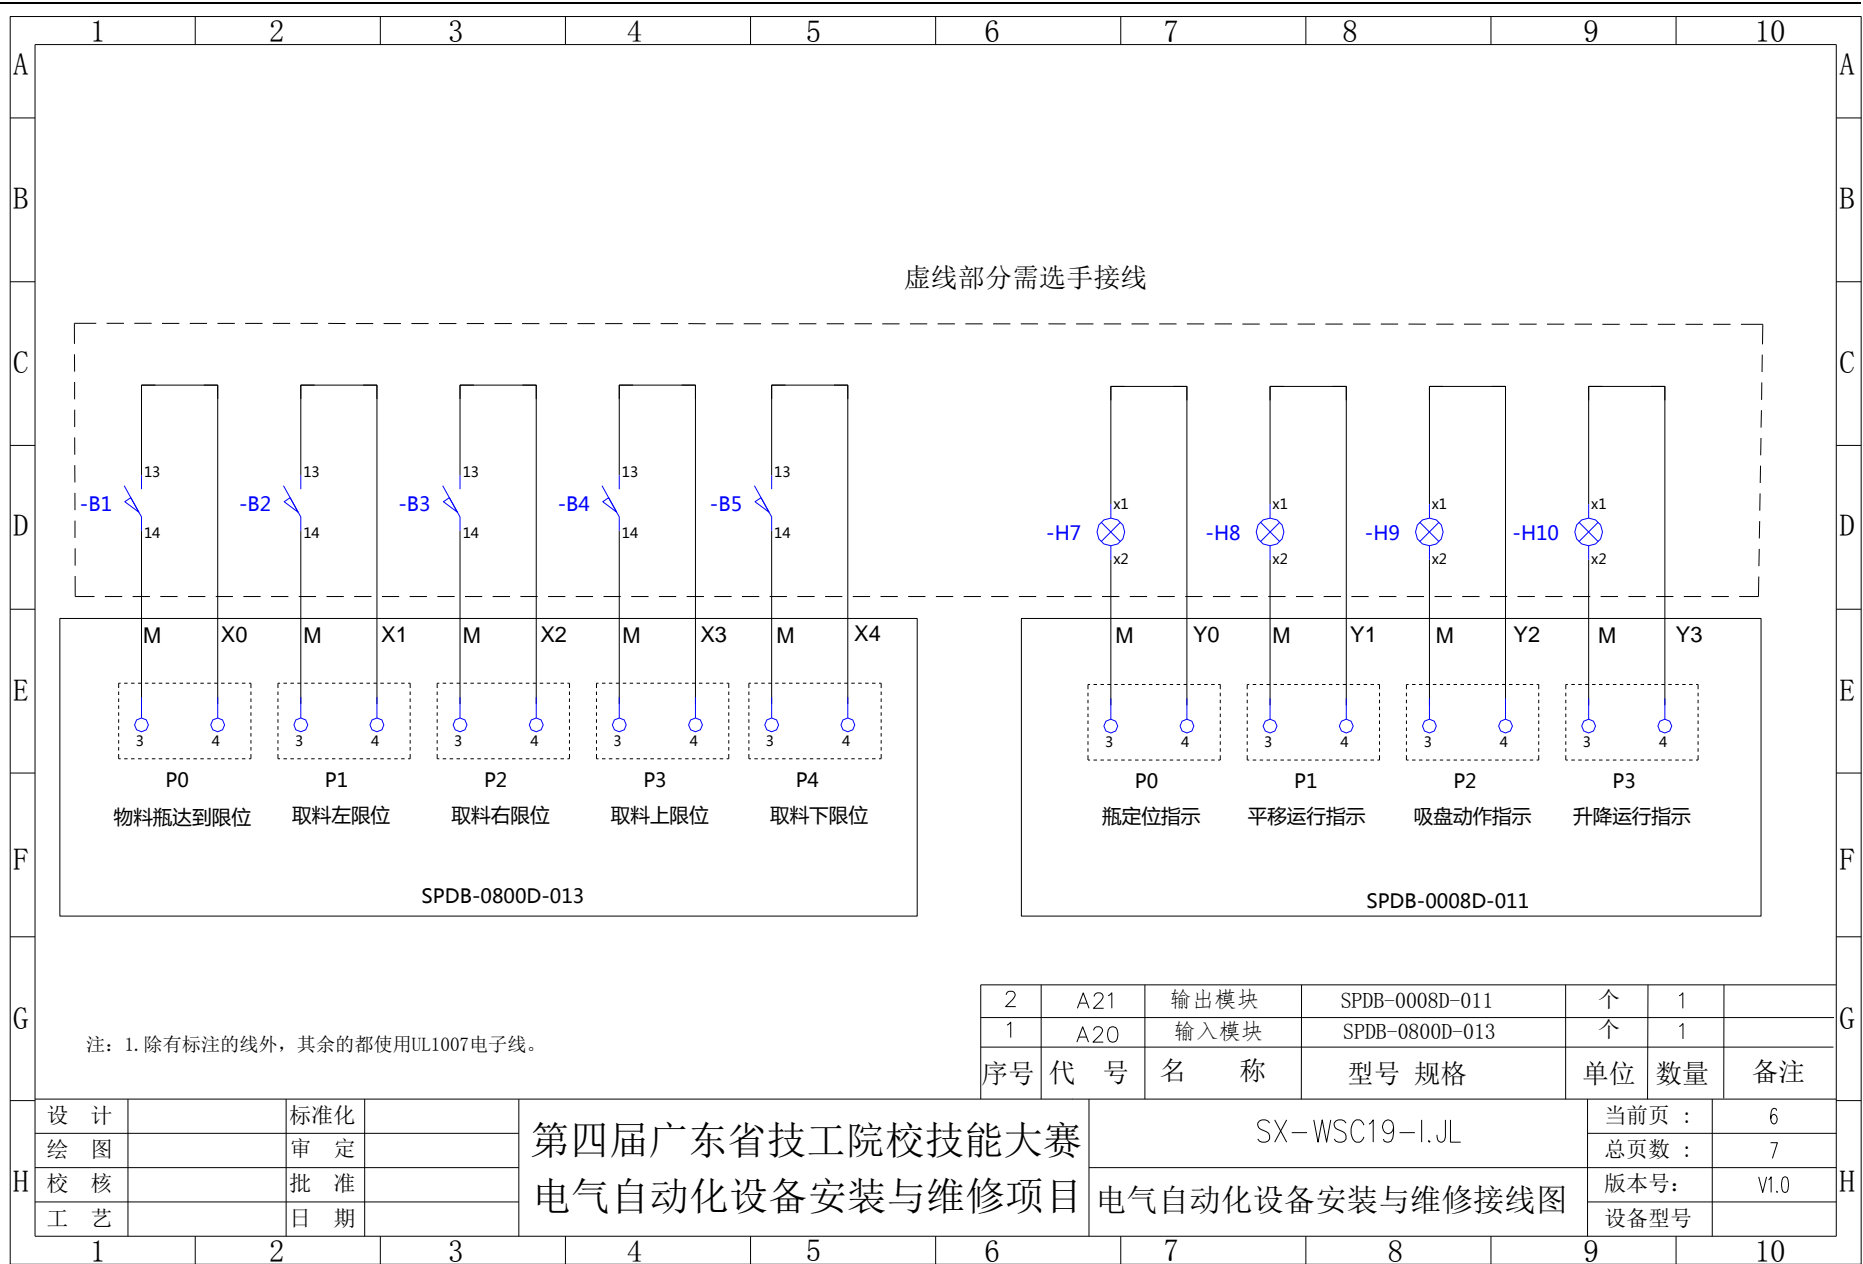 1 2 3 4 5 6 7 8 9 10
A A
B B
虚线部分需选手接线
C C
13 13 13 13 13
-B1 -B2 -B3 -B4 -B5
14 14 14 14 14
x1 x1 x1 x1
-H7 -H8 -H9 -H10
x2 x2 x2 x2
D D
M X0 M X1 M X2 M X3 M X4
M Y0 M Y1 M Y2 M Y3
E E
3 4 3 4 3 4 3 4 3 4
3 4 3 4 3 4 3 4
P0 P1 P2 P3 P4
P0 P1 P2 P3
物料瓶达到限位 取料左限位 取料右限位 取料上限位 取料下限位
瓶定位指示 平移运行指示 吸盘动作指示 升降运行指示
F F
SPDB-0800D-013
SPDB-0008D-011
G G
2 A21 输出模块 SPDB-0008D-011 个 1
1 A20 输入模块 SPDB-0800D-013 个 1
序号 代 号 名 称 型号 规格 单位 数量 备注
注：1.除有标注的线外，其余的都使用UL1007电子线。
设 计 标准化
绘 图 审 定
校 核 批 准
工 艺 日 期
第四届广东省技工院校技能大赛
电气自动化设备安装与维修项目
SX-WSC19-I.JL
电气自动化设备安装与维修接线图
当前页 : 6
总页数 : 7
版本号: V1.0
设备型号
H H
1 2 3 4 5 6 7 8 9 10